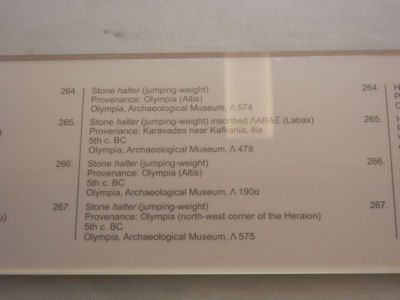 264. Stone halter (jumping-weight)
Provenance: Olympia (Altis)
Olympia, Archaeological Museum, Λ 574
265. Stone halter (jumping-weight) inscribed ΛΑΒΑΞ (Labax)
Provenance: Karavades near Kafkania, Ilia
5th c. BC
Olympia, Archaeological Museum, Λ 478
266. Stone halter (jumping-weight)
Provenance: Olympia (Altis)
5th c. BC
Olympia, Archaeological Museum, Λ 190α
267. Stone halter (jumping-weight)
Provenance: Olympia (north-west corner of the Heraion)
5th c. BC
Olympia, Archaeological Museum, Λ 575
264.
265.
266.
267.